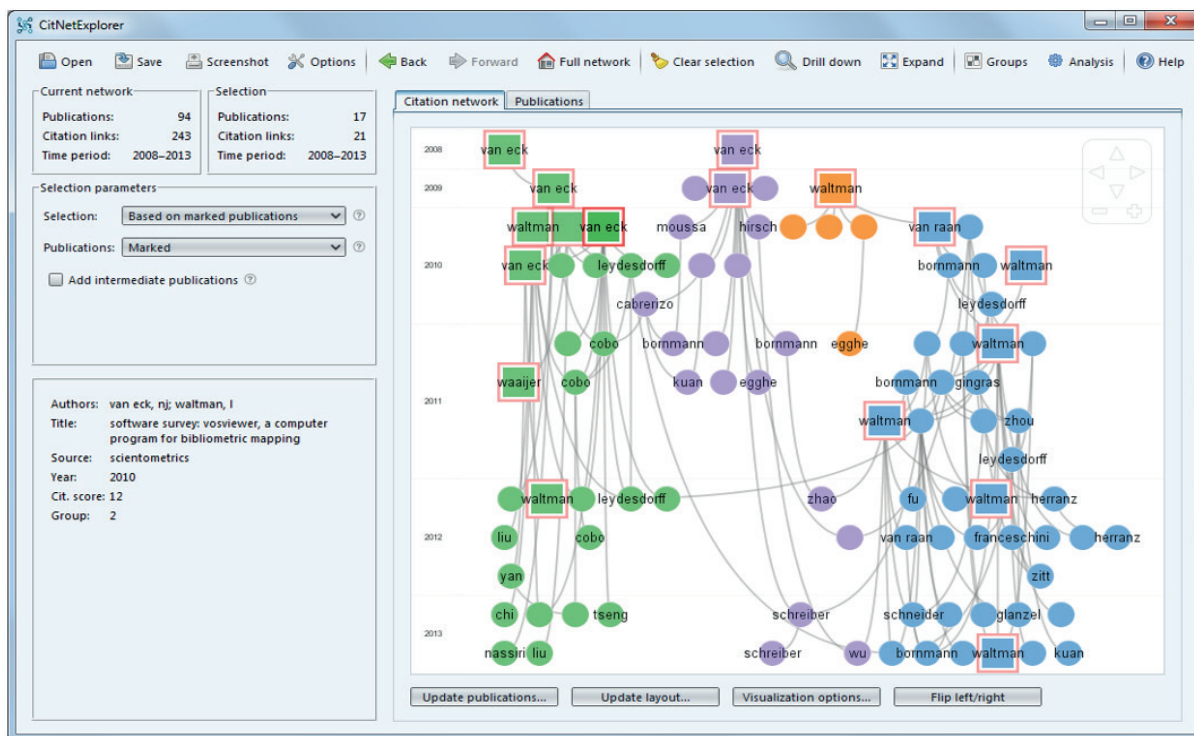 CitNetExplorer
Open Save Screenshot Options Back Forward Full network Clear selection Drill down Expand Groups Analysis Help
Current network
Publications: 94
Citation links: 243
Time period: 2008–2013
Selection
Publications: 17
Citation links: 21
Time period: 2008–2013
Selection parameters
Selection: Based on marked publications ?
Publications: Marked ?
Add intermediate publications ?
Authors: van eck, nj; waltman, l
Title: software survey: vosviewer, a computer
program for bibliometric mapping
Source: scientometrics
Year: 2010
Cit. score: 12
Group: 2
Citation network Publications
2008 van eck van eck
2009 van eck van eck waltman
waltman van eck moussa hirsch van raan
2010 van eck leydesdorff bornmann waltman
cabrerizo leydesdorff
cobo bornmann bornmann egghe waltman
waaijer cobo kuan egghe bornmann gingras
2011
waltman zhou
leydesdorff
waltman leydesdorff zhao fu waltman herranz
2012 liu cobo van raan franceschini herranz
yan zitt
chi tseng schreiber schneider glanzel
2013
nassiri liu schreiber wu bornmann waltman kuan
Update publications... Update layout... Visualization options... Flip left/right